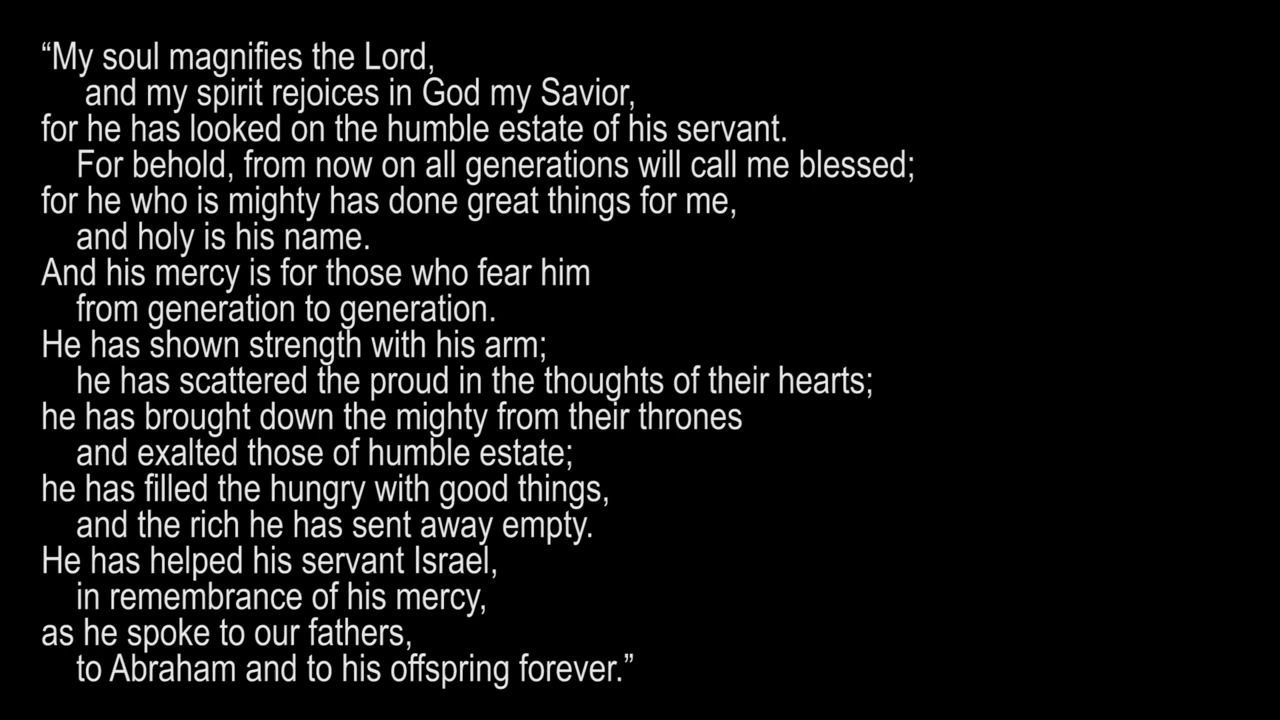 “My soul magnifies the Lord,
and my spirit rejoices in God my Savior,
for he has looked on the humble estate of his servant.
For behold, from now on all generations will call me blessed;
for he who is mighty has done great things for me,
and holy is his name.
And his mercy is for those who fear him
from generation to generation.
He has shown strength with his arm;
he has scattered the proud in the thoughts of their hearts;
he has brought down the mighty from their thrones
and exalted those of humble estate;
he has filled the hungry with good things,
and the rich he has sent away empty.
He has helped his servant Israel,
in remembrance of his mercy,
as he spoke to our fathers,
to Abraham and to his offspring forever.”